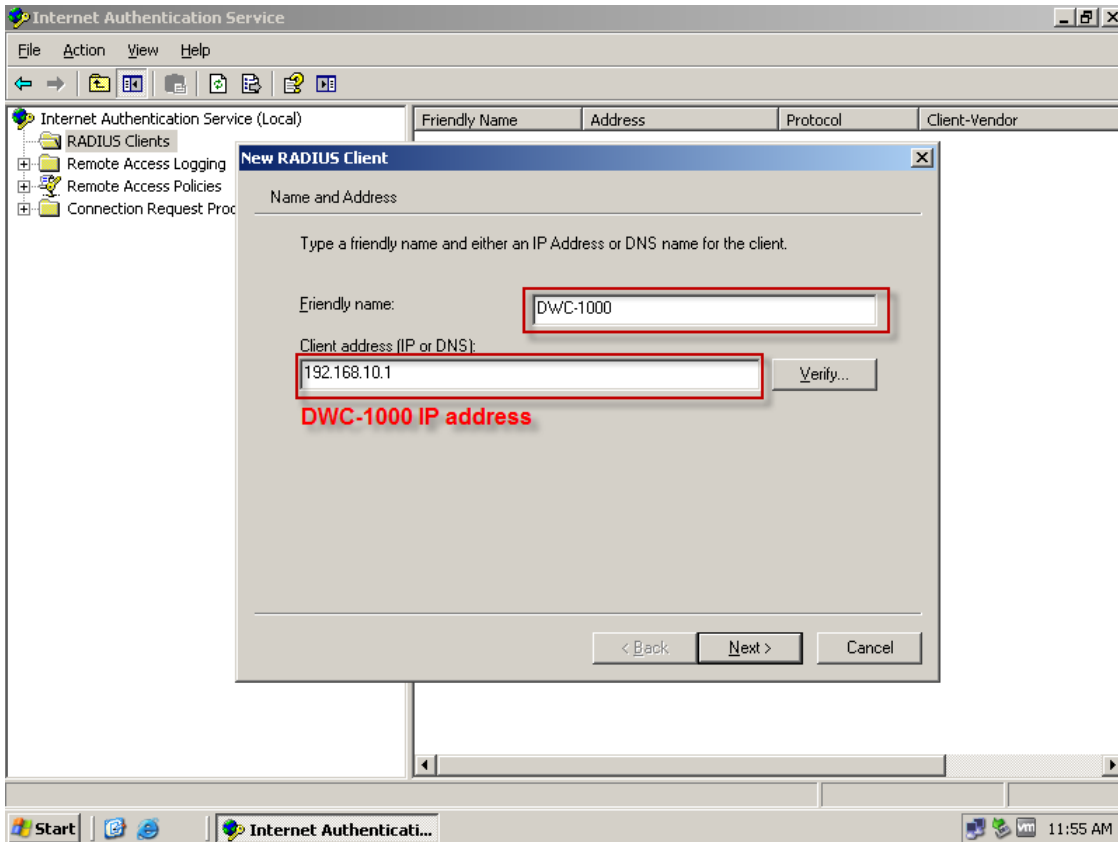 Internet Authentication Service
File Action View Help
Internet Authentication Service (Local)
RADIUS Clients
Remote Access Logging
Remote Access Policies
Connection Request Proc
Friendly Name Address Protocol Client-Vendor
New RADIUS Client
Name and Address
Type a friendly name and either an IP Address or DNS name for the client.
Friendly name:
DWC-1000
Client address (IP or DNS):
192.168.10.1
Verify...
DWC-1000 IP address
< Back Next > Cancel
Start
Internet Authenticati...
vm
11:55 AM